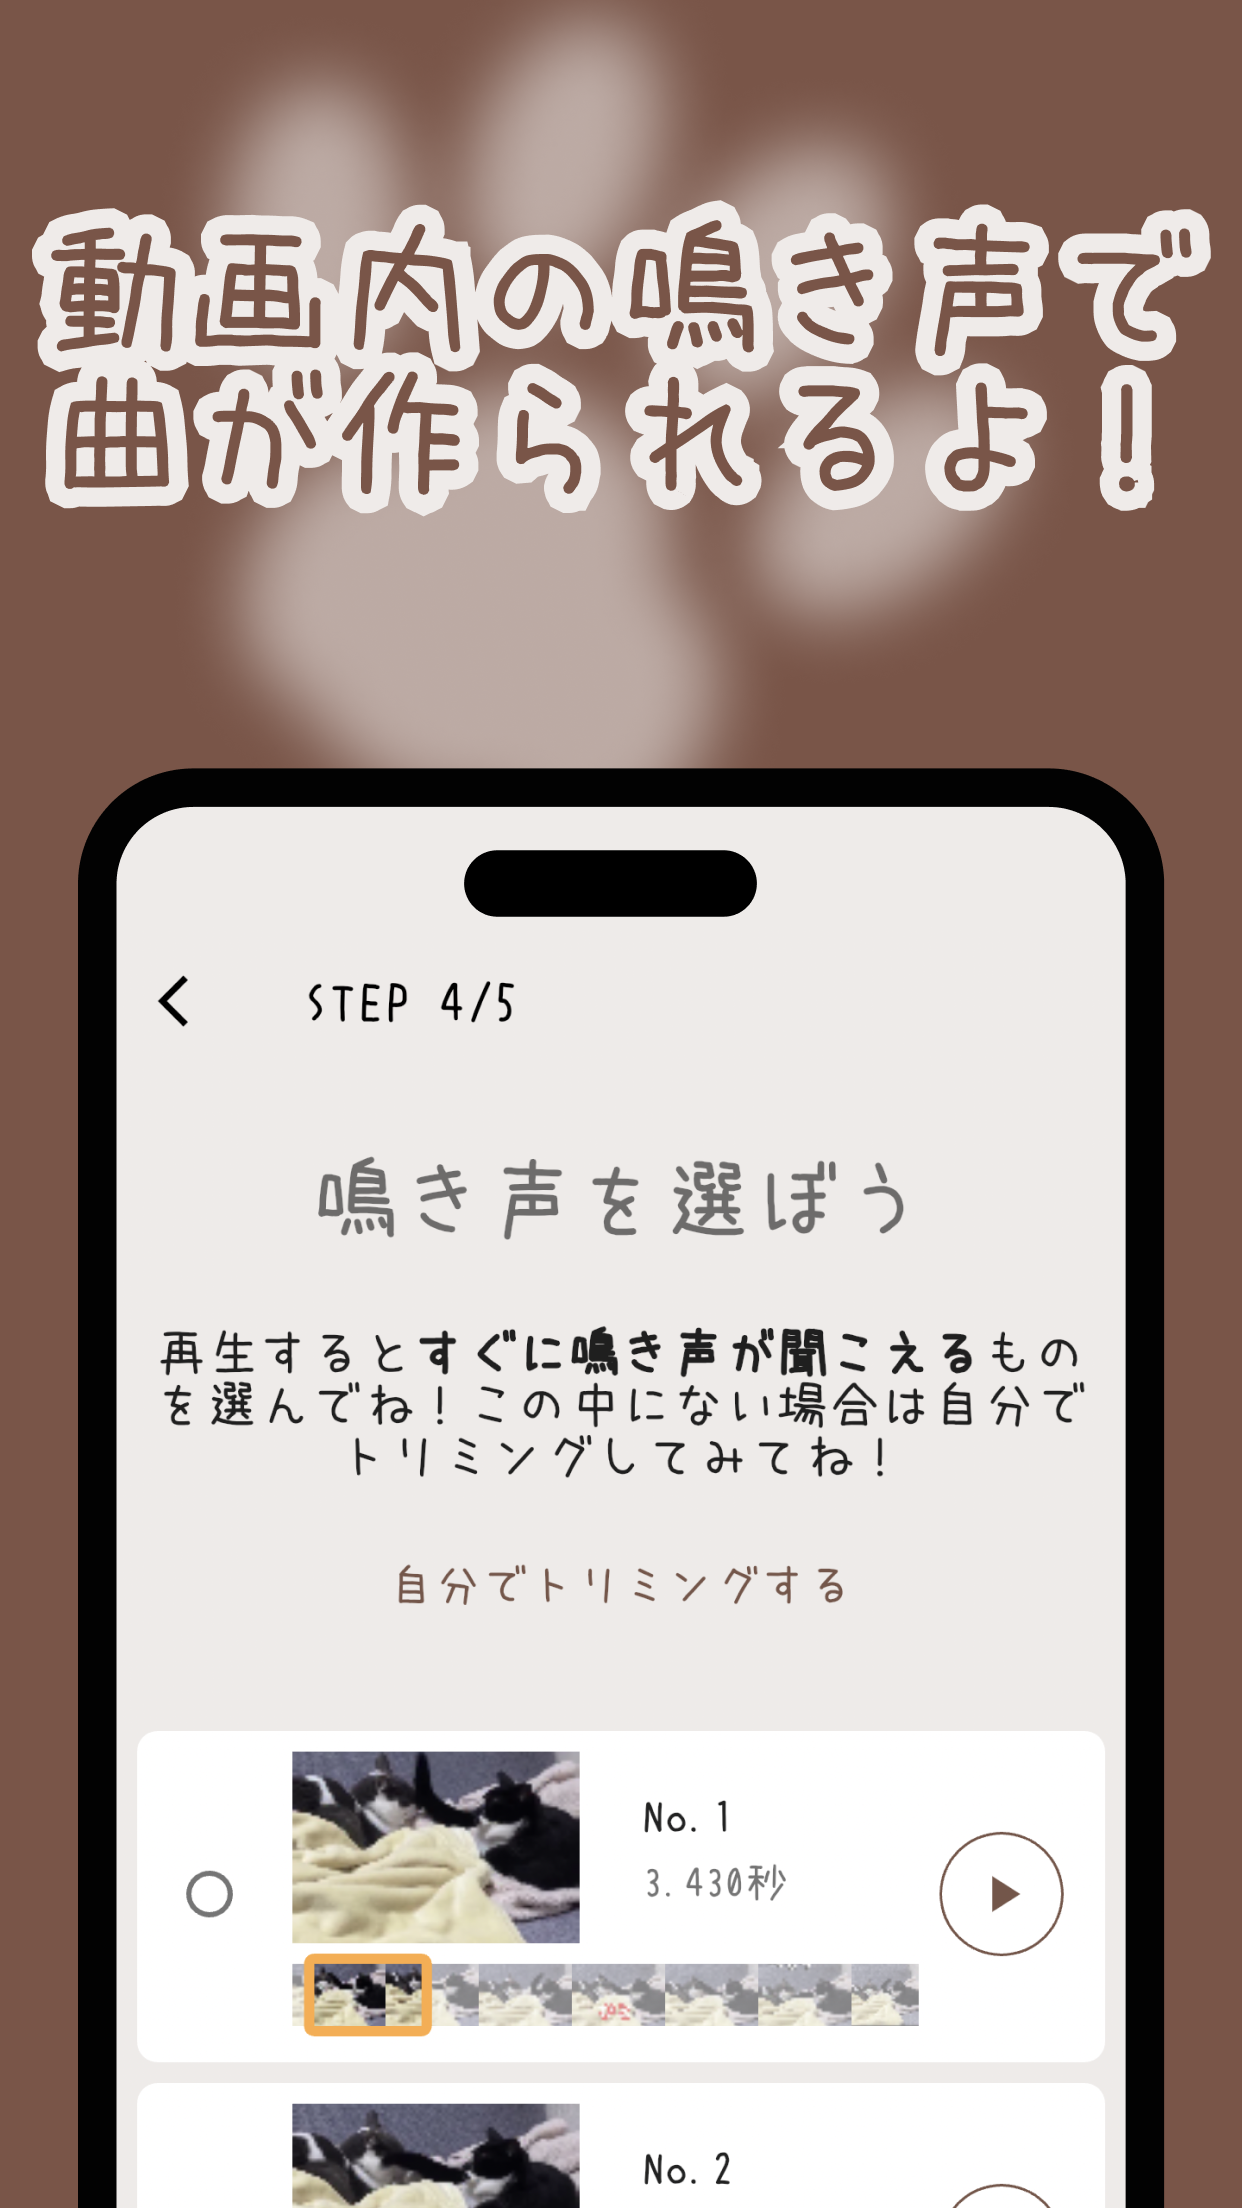 動画内の鳴き声で
曲が作られるよ！
STEP 4/5
鳴き声を選ぼう
再生するとすぐに鳴き声が聞こえるもの
を選んでね！この中にない場合は自分で
トリミングしてみてね！
自分でトリミングする
No. 1
3.430秒
No. 2